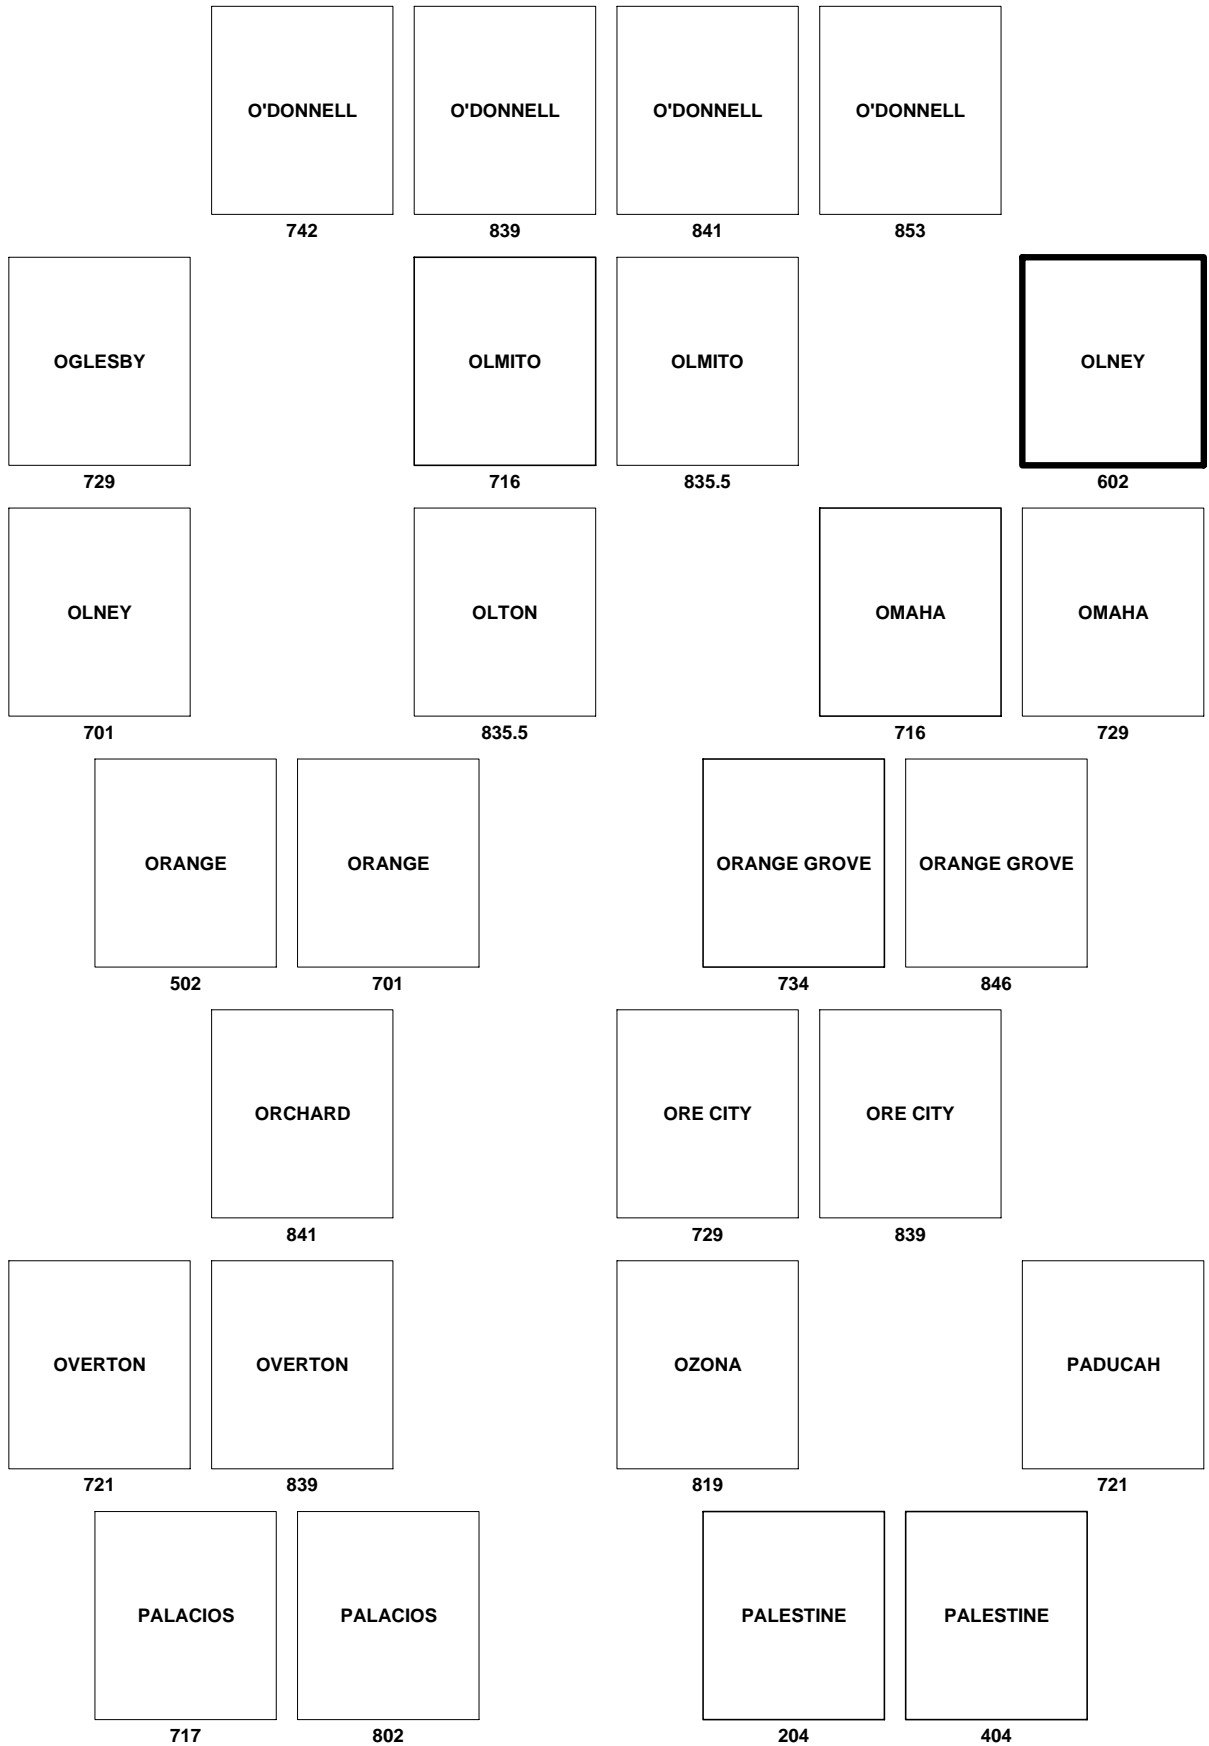 O'DONNELL O'DONNELL O'DONNELL O'DONNELL
742 839 841 853
OGLESBY OLMITO OLMITO OLNEY
729 716 835.5 602
OLNEY OLTON OMAHA OMAHA
701 835.5 716 729
ORANGE ORANGE ORANGE GROVE ORANGE GROVE
502 701 734 846
ORCHARD ORE CITY ORE CITY
841 729 839
OVERTON OVERTON OZONA PADUCAH
721 839 819 721
PALACIOS PALACIOS PALESTINE PALESTINE
717 802 204 404